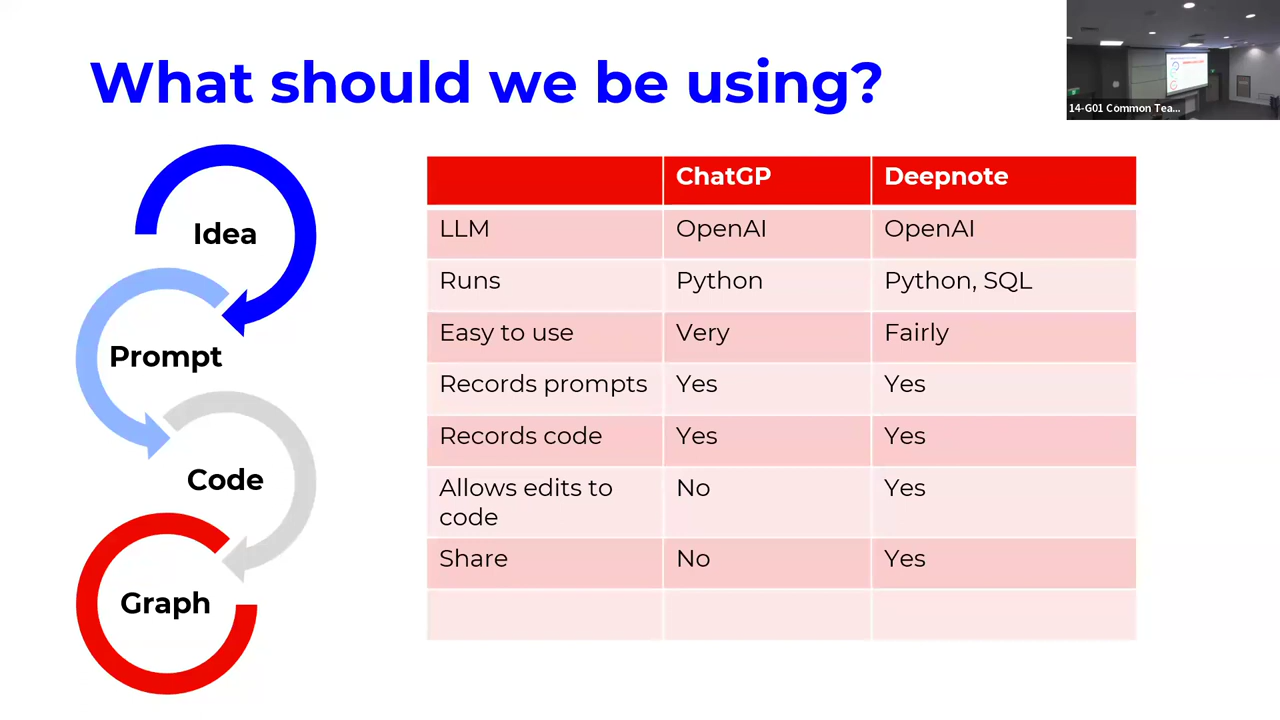 What should we be using?
14-G01 Common Tea...
Idea
Prompt
Code
Graph
ChatGP Deepnote
LLM OpenAI OpenAI
Runs Python Python, SQL
Easy to use Very Fairly
Records prompts Yes Yes
Records code Yes Yes
Allows edits to No Yes
code
Share No Yes